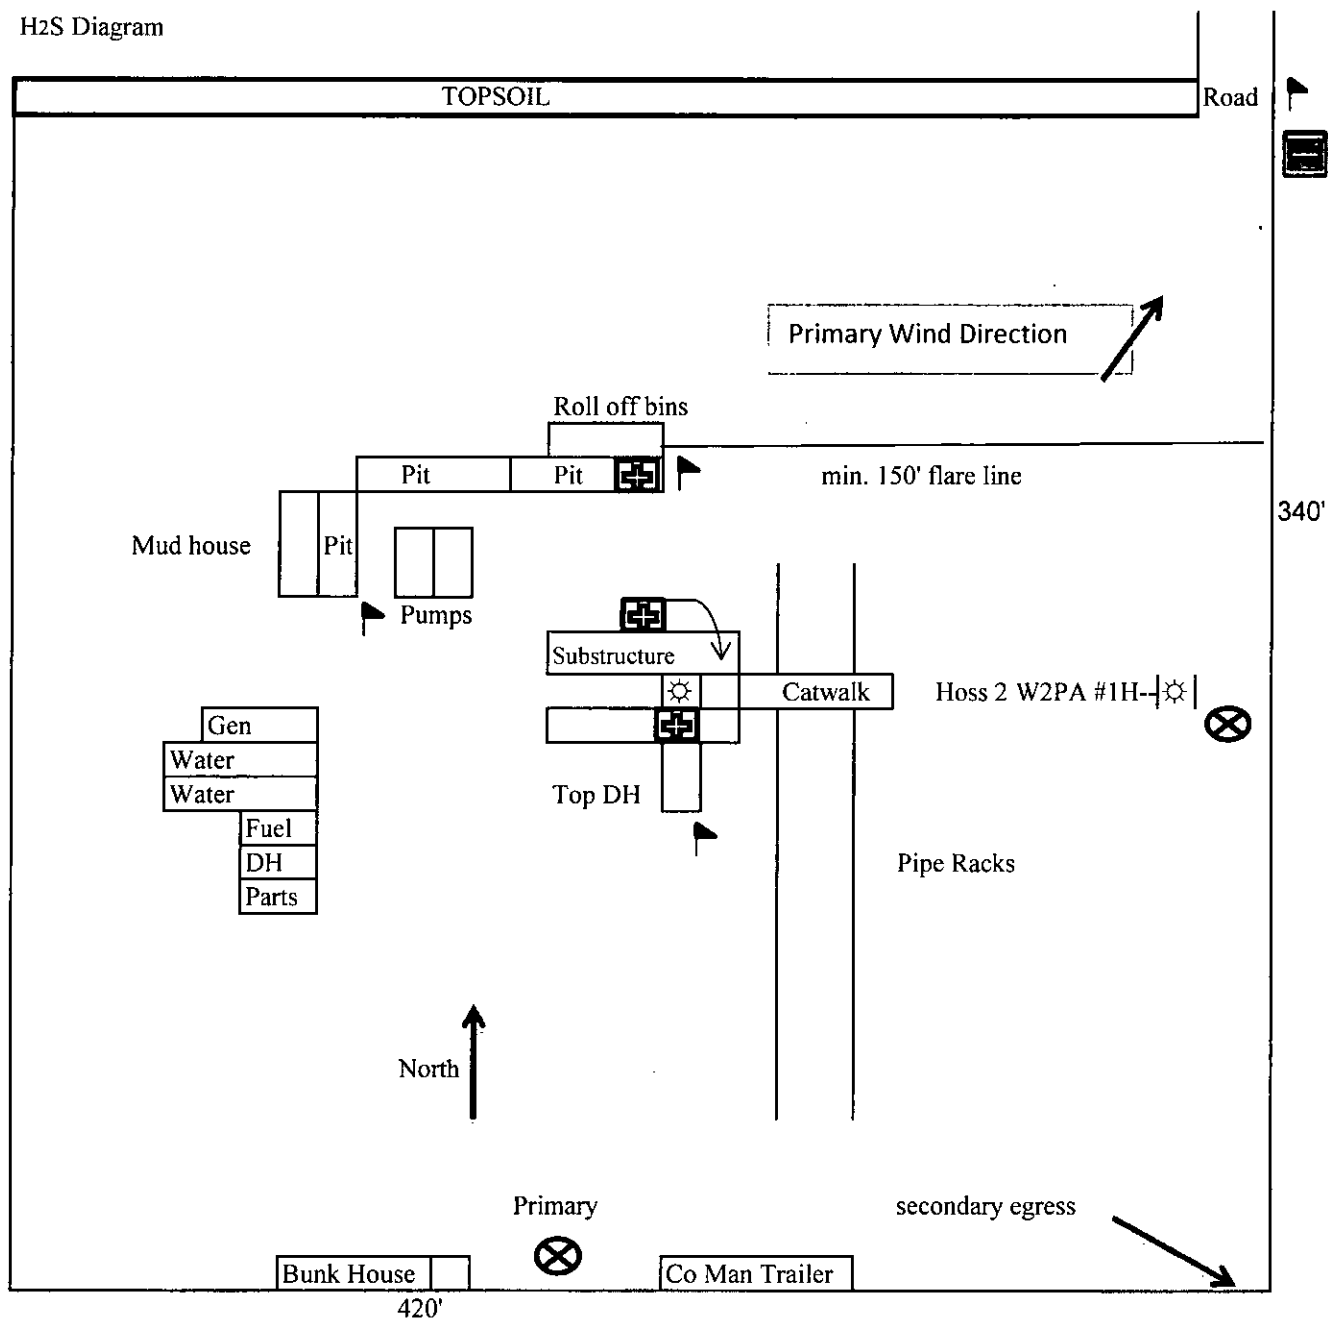 H2S Diagram
TOPSOIL
Road
Primary Wind Direction
Roll off bins
Pit
Pit
min. 150' flare line
340'
Mud house
Pit
Pumps
Substructure
Catwalk
Hoss 2 W2PA #1H--
Gen
Water
Water
Top DH
Fuel
DH
Parts
Pipe Racks
North
Primary
secondary egress
Bunk House
Co Man Trailer
420'